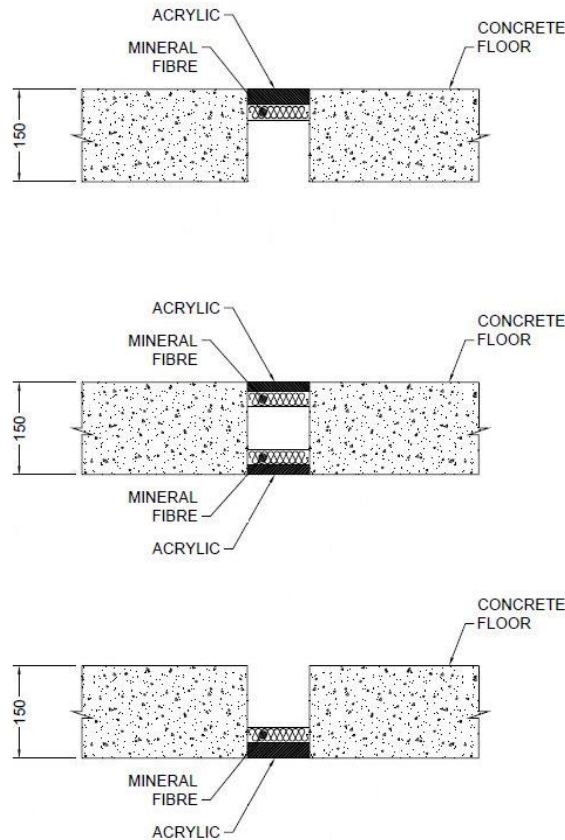 ACRYLIC
MINERAL
FIBRE
CONCRETE
FLOOR
150
ACRYLIC
MINERAL
FIBRE
CONCRETE
FLOOR
150
MINERAL
FIBRE
ACRYLIC
CONCRETE
FLOOR
150
MINERAL
FIBRE
ACRYLIC